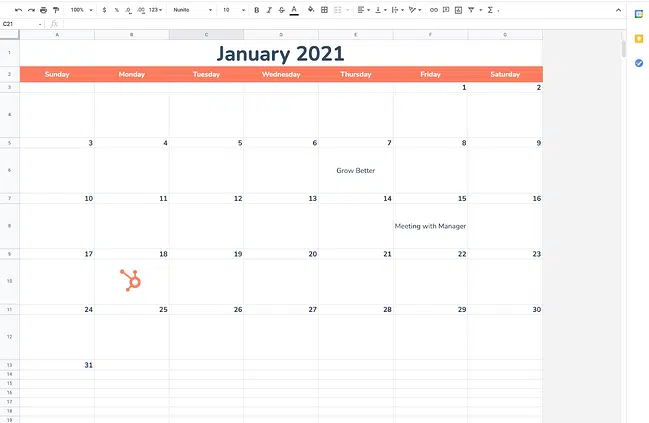 100% $ % .0 .00 123 Nunito 10 B I S A Σ
C21 fx
A B C D E F G
1 January 2021
2 Sunday Monday Tuesday Wednesday Thursday Friday Saturday
3 1 2
4
5 3 4 5 6 7 8 9
6 Grow Better
7 10 11 12 13 14 15 16
8 Meeting with Manager
9 17 18 19 20 21 22 23
10
11 24 25 26 27 28 29 30
12
13 31
14
15
16
17
18
19